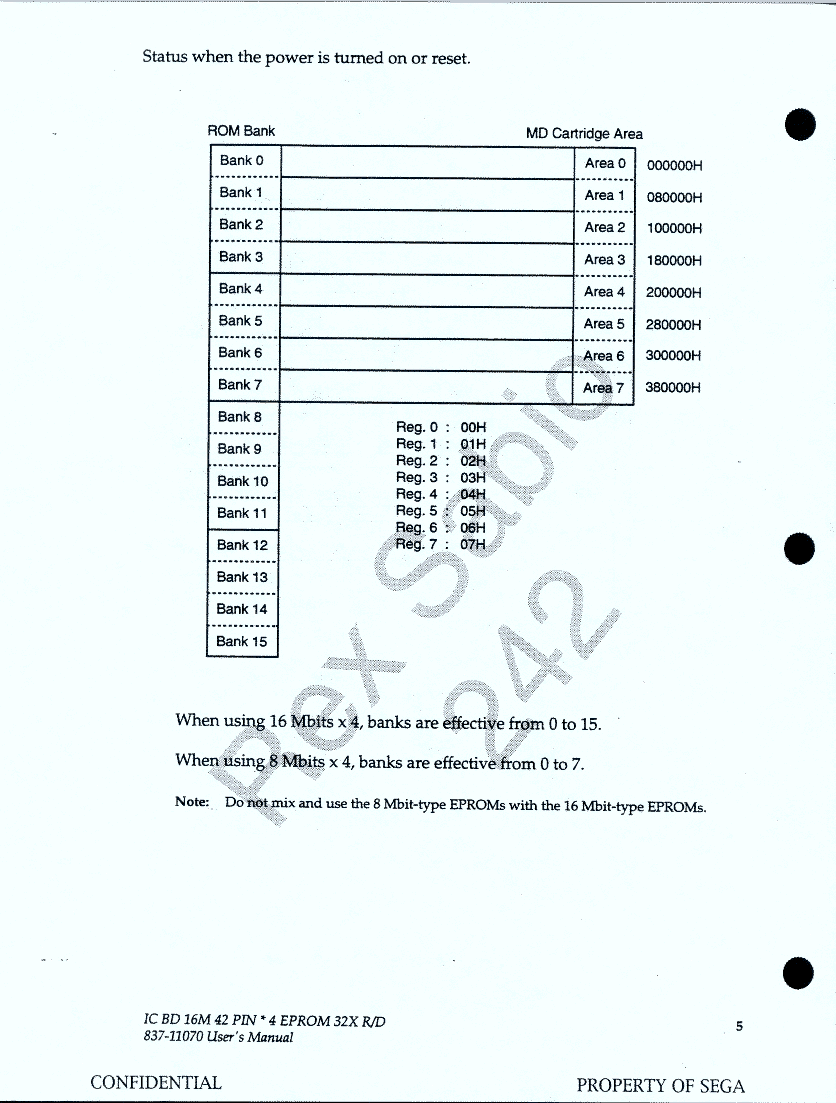 Status when the power is turned on or reset.
ROM Bank MD Cartridge Area
Bank 0 Area 0 000000H
Bank 1 Area 1 080000H
Bank 2 Area 2 100000H
Bank 3 Area 3 180000H
Bank 4 Area 4 200000H
Bank 5 Area 5 280000H
Bank 6 Area 6 300000H
Bank 7 Area 7 380000H
Bank 8
Bank 9
Bank 10
Bank 11
Bank 12
Bank 13
Bank 14
Bank 15
Reg. 0 : 00H
Reg. 1 : 01H
Reg. 2 : 02H
Reg. 3 : 03H
Reg. 4 : 04H
Reg. 5 : 05H
Reg. 6 : 06H
Reg. 7 : 07H
Rex Sabio
242
When using 16 Mbits x 4, banks are effective from 0 to 15.
When using 8 Mbits x 4, banks are effective from 0 to 7.
Note: Do not mix and use the 8 Mbit-type EPROMs with the 16 Mbit-type EPROMs.
IC BD 16M 42 PIN * 4 EPROM 32X R/D
837-11070 User's Manual
5
CONFIDENTIAL PROPERTY OF SEGA